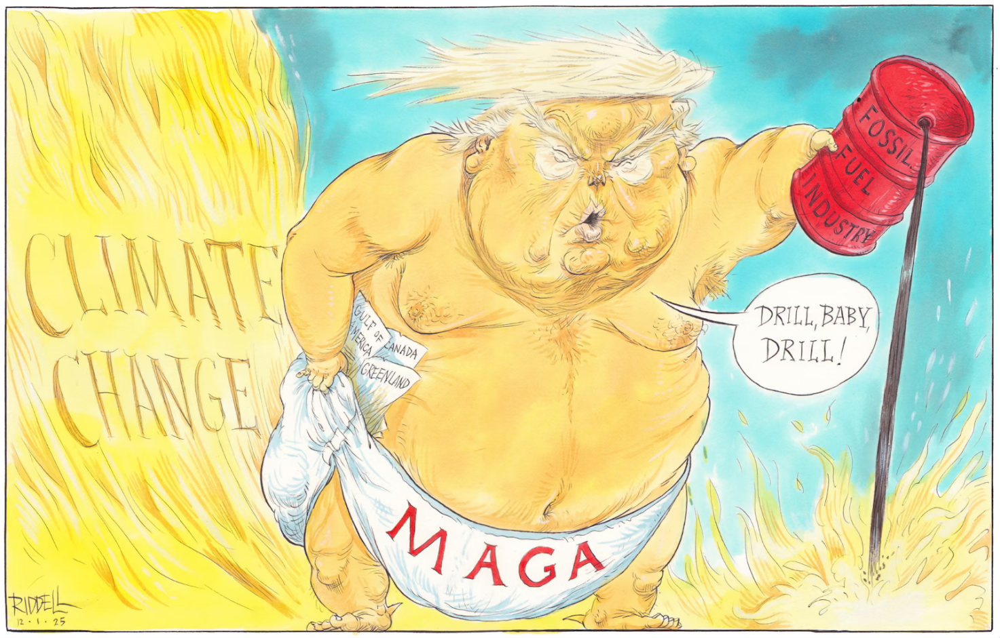 CLIMATE
CHANGE
GULF OF
AMERICA
CANADA
GREENLAND
MAGA
FOSSIL
FUEL
INDUSTRY
DRILL, BABY,
DRILL!
RIDDELL
12.1.25